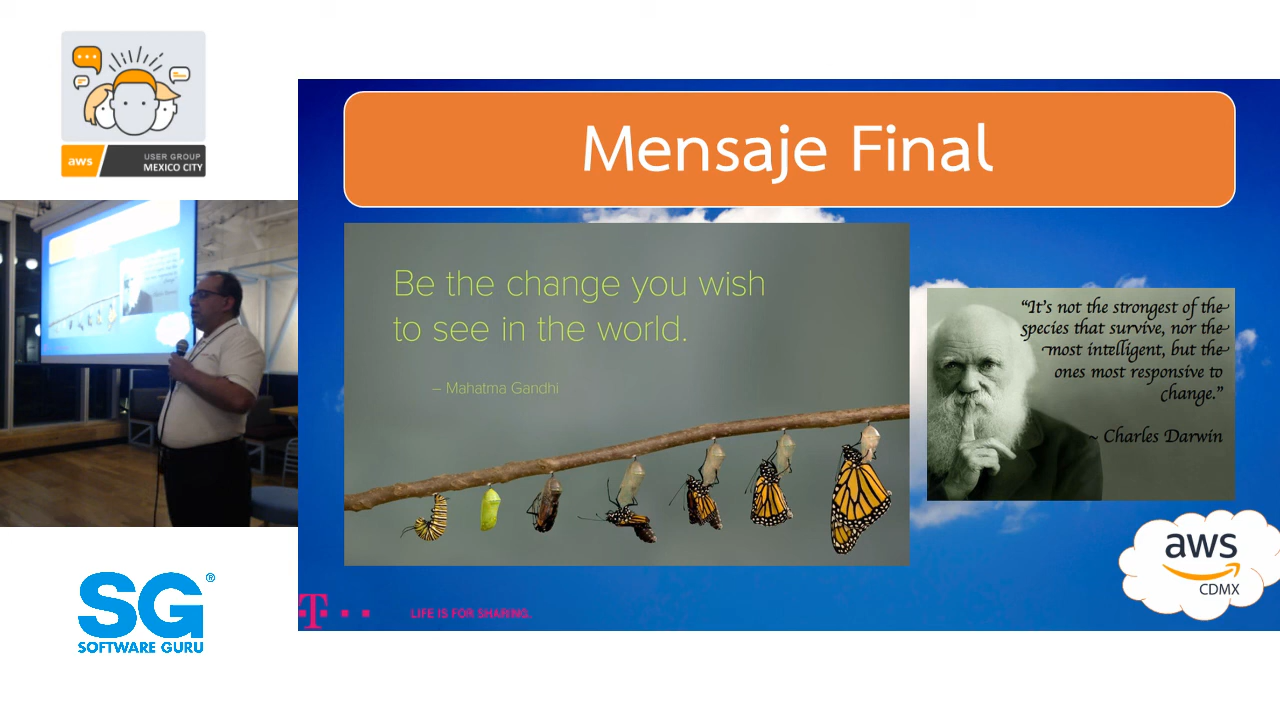 aws
USER GROUP
MEXICO CITY
Mensaje Final
Be the change you wish
to see in the world.
– Mahatma Gandhi
“It's not the strongest of the
species that survive, nor the
most intelligent, but the
ones most responsive to
change.”
~ Charles Darwin
aws
CDMX
T
LIFE IS FOR SHARING.
SG®
SOFTWARE GURU